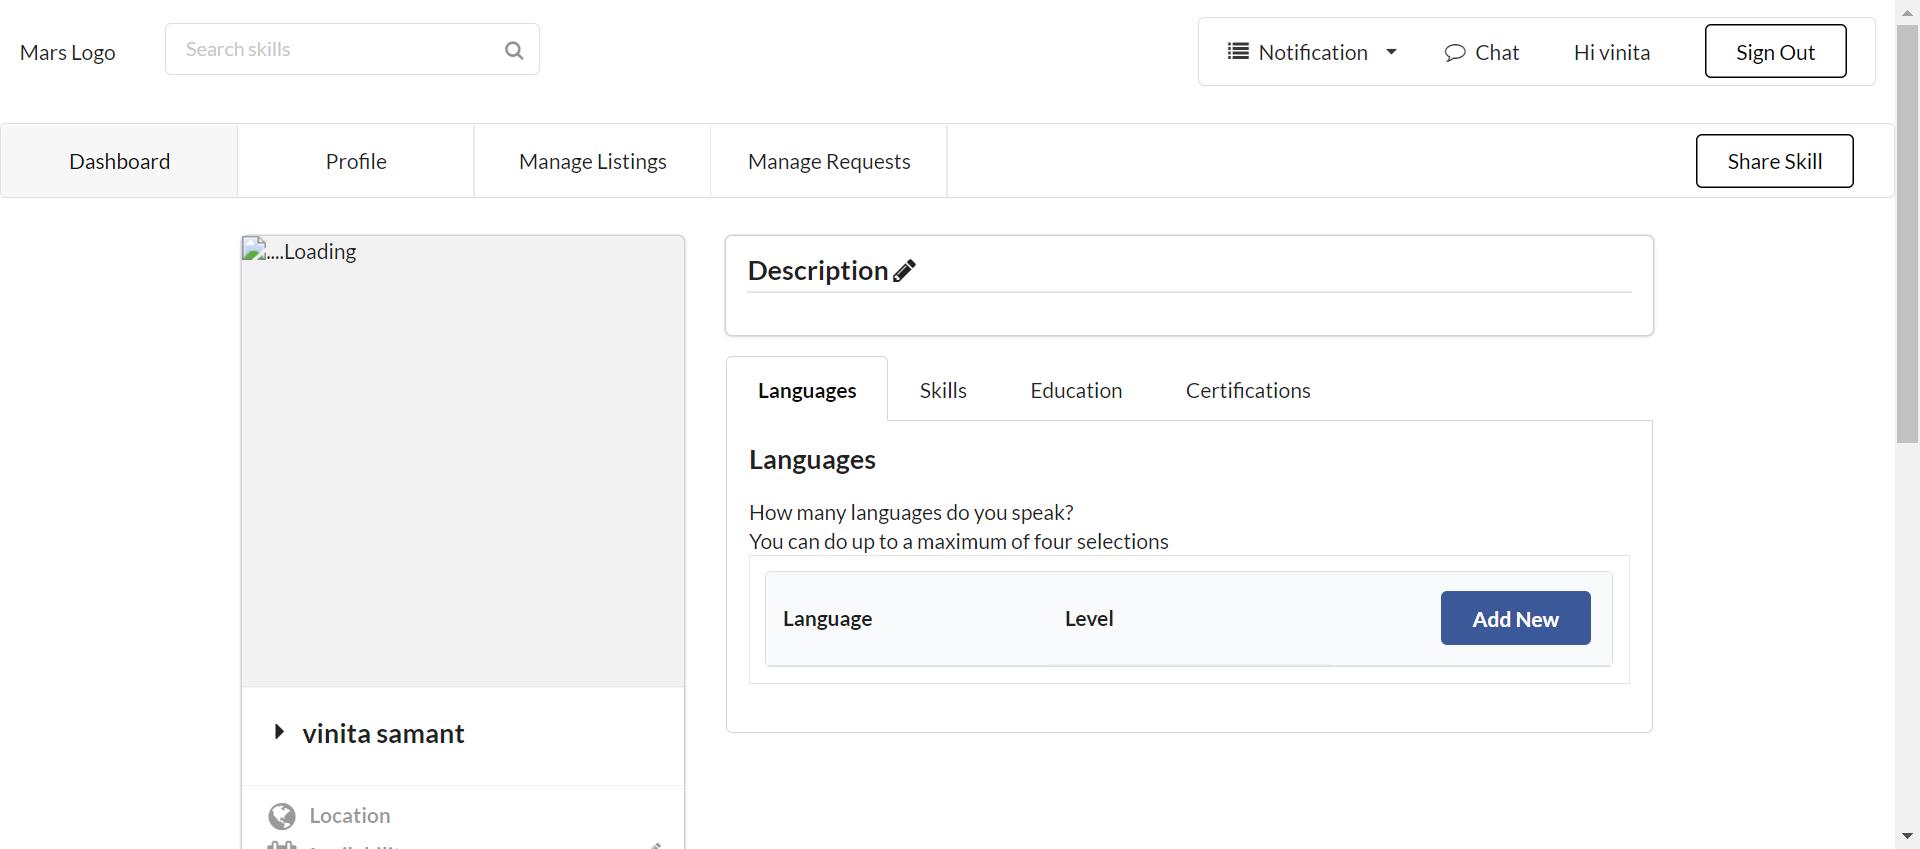 Mars Logo
Search skills
Notification
Chat
Hi vinita
Sign Out
Dashboard
Profile
Manage Listings
Manage Requests
Share Skill
....Loading
Description
Languages
Skills
Education
Certifications
Languages
How many languages do you speak?
You can do up to a maximum of four selections
Language
Level
Add New
vinita samant
Location